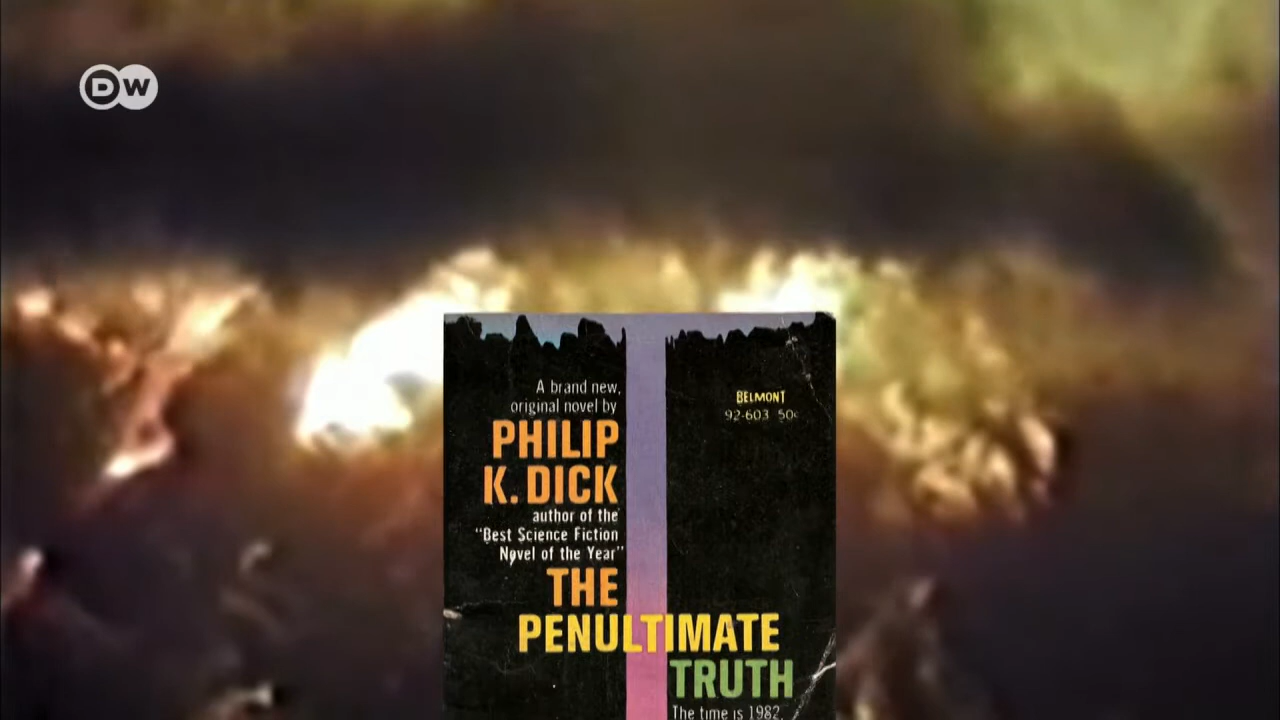 DW
A brand new,
original novel by
PHILIP
K. DICK
author of the
"Best Science Fiction
Novel of the Year"
THE
PENULTIMATE
TRUTH
The time is 1982.
BELMONT
92-603 50¢